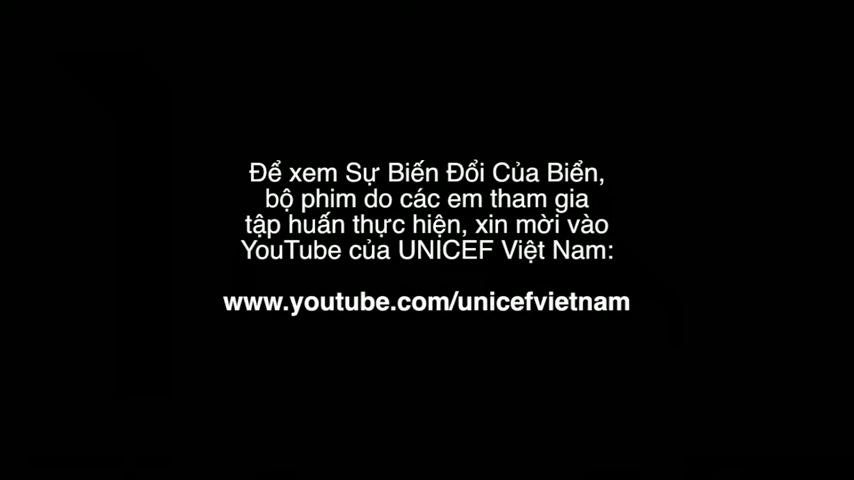 Để xem Sự Biến Đổi Của Biển,
bộ phim do các em tham gia
tập huấn thực hiện, xin mời vào
YouTube của UNICEF Việt Nam:
www.youtube.com/unicefvietnam